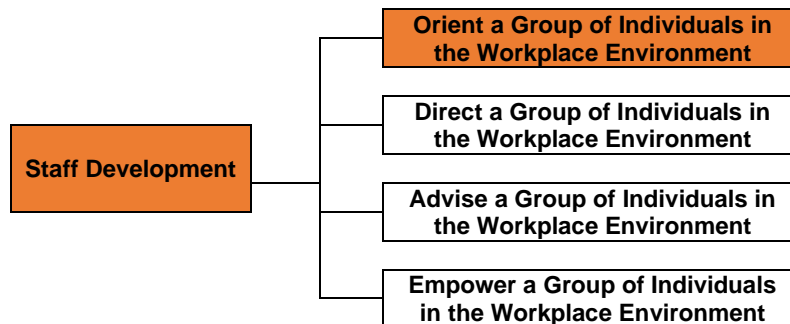 Orient a Group of Individuals in
the Workplace Environment
Direct a Group of Individuals in
the Workplace Environment
Staff Development
Advise a Group of Individuals in
the Workplace Environment
Empower a Group of Individuals
in the Workplace Environment